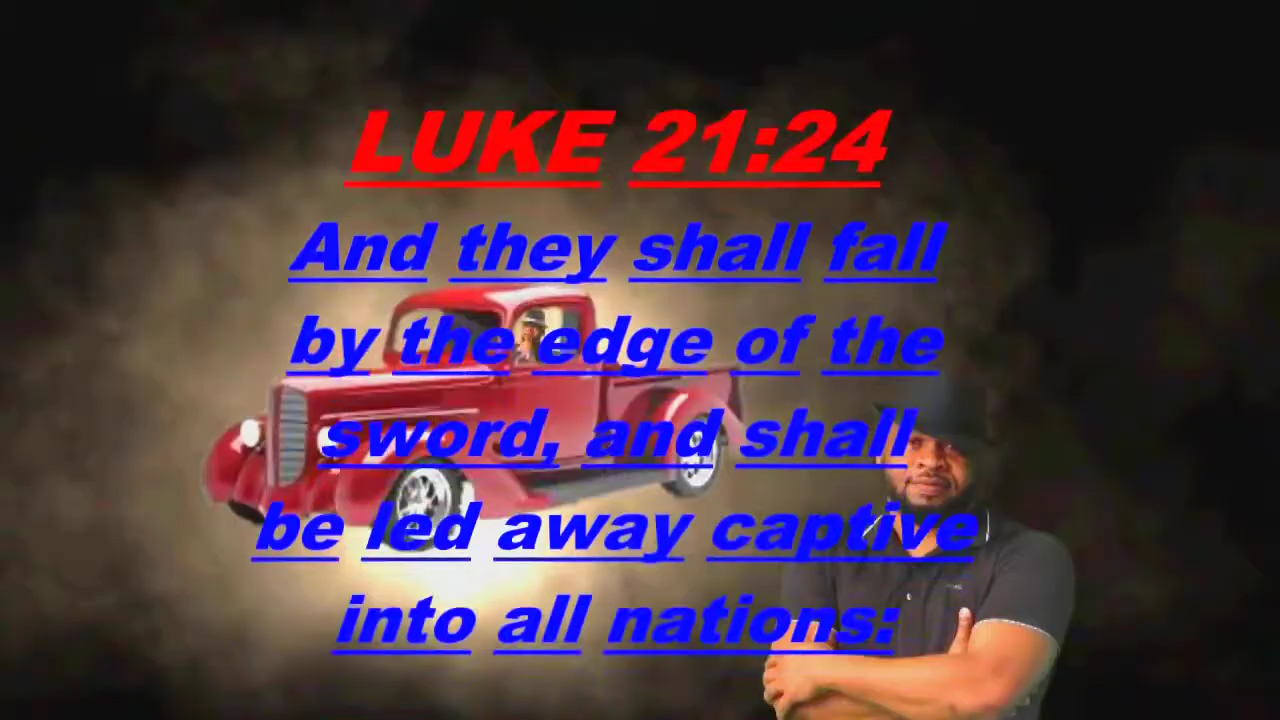 LUKE 21:24
And they shall fall
by the edge of the
sword, and shall
be led away captive
into all nations: